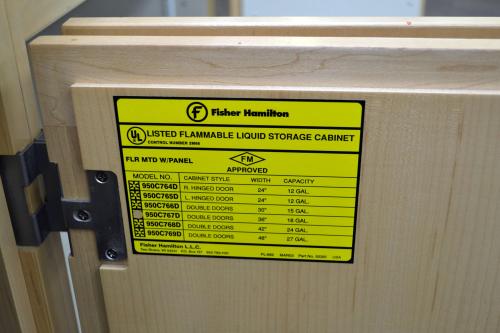 Fisher Hamilton
UL LISTED FLAMMABLE LIQUID STORAGE CABINET
FLR MTD W/PANEL FM
APPROVED
MODEL NO. CABINET STYLE WIDTH CAPACITY
950C764D R. HINGED DOOR 24" 12 GAL.
950C765D L. HINGED DOOR 24" 12 GAL.
950C766D DOUBLE DOORS 30" 15 GAL.
950C767D DOUBLE DOORS 36" 18 GAL.
950C768D DOUBLE DOORS 42" 24 GAL.
950C769D DOUBLE DOORS 48" 27 GAL.
Fisher Hamilton L.L.C.